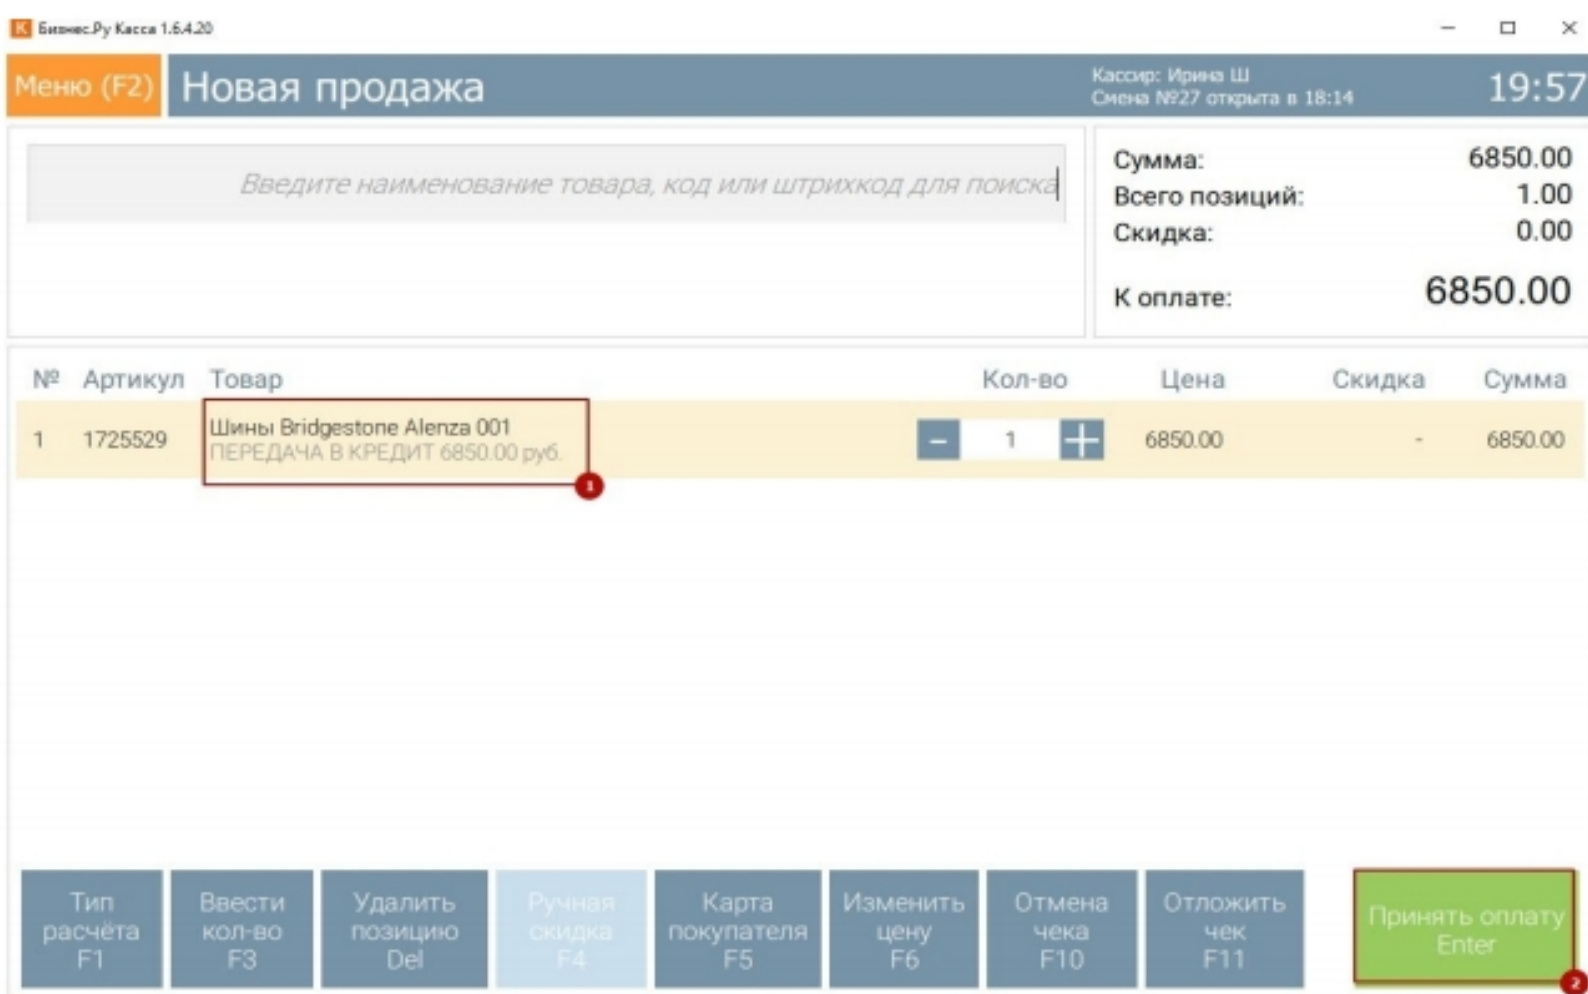 К Бизнес.Ру Касса 1.6.4.20
Меню (F2) Новая продажа
Кассир: Ирина Ш
Смена №27 открыта в 18:14
19:57
Введите наименование товара, код или штрихкод для поиска
Сумма: 6850.00
Всего позиций: 1.00
Скидка: 0.00
К оплате: 6850.00
№ Артикул Товар Кол-во Цена Скидка Сумма
1 1725529 Шины Bridgestone Alenza 001 - 1 + 6850.00 - 6850.00
ПЕРЕДАЧА В КРЕДИТ 6850.00 руб.
1
Тип расчёта F1
Ввести кол-во F3
Удалить позицию Del
Ручная скидка F4
Карта покупателя F5
Изменить цену F6
Отмена чека F10
Отложить чек F11
Принять оплату Enter
2